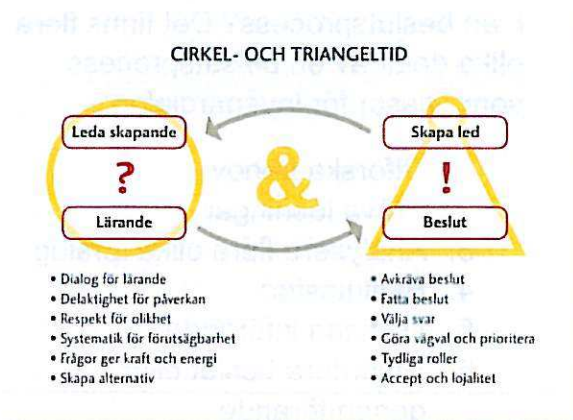 CIRKEL- OCH TRIANGELTID
Leda skapande
?
Lärande
&
Skapa led
!
Beslut
• Dialog för lärande
• Delaktighet för påverkan
• Respekt för olikhet
• Systematik för förutsägbarhet
• Frågor ger kraft och energi
• Skapa alternativ
• Avkräva beslut
• Fatta beslut
• Välja svar
• Göra vägval och prioritera
• Tydliga roller
• Accept och lojalitet